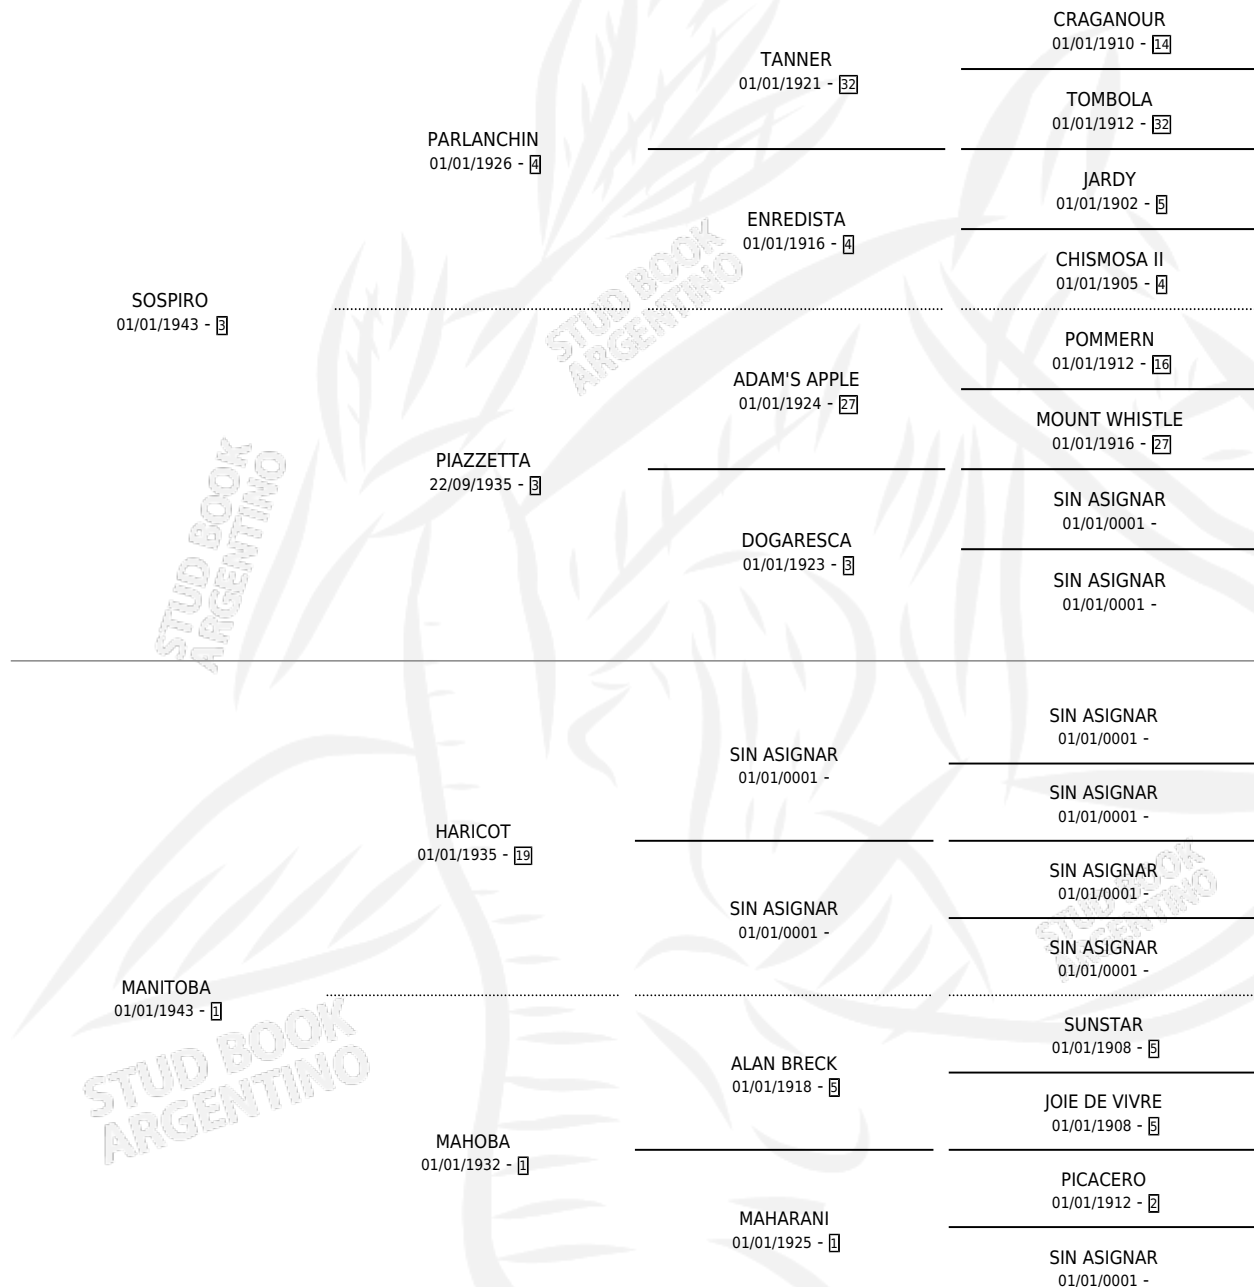 CRAGANOUR
01/01/1910 - 14
TANNER
01/01/1921 - 32
TOMBOLA
01/01/1912 - 32
PARLANCHIN
01/01/1926 - 4
JARDY
01/01/1902 - 5
ENREDISTA
01/01/1916 - 4
CHISMOSA II
01/01/1905 - 4
SOSPIRO
01/01/1943 - 3
POMMERN
01/01/1912 - 16
ADAM'S APPLE
01/01/1924 - 27
MOUNT WHISTLE
01/01/1916 - 27
PIAZZETTA
22/09/1935 - 3
SIN ASIGNAR
01/01/0001 -
DOGARESCA
01/01/1923 - 3
SIN ASIGNAR
01/01/0001 -
SIN ASIGNAR
01/01/0001 -
SIN ASIGNAR
01/01/0001 -
SIN ASIGNAR
01/01/0001 -
HARICOT
01/01/1935 - 19
SIN ASIGNAR
01/01/0001 -
SIN ASIGNAR
01/01/0001 -
SIN ASIGNAR
01/01/0001 -
MANITOBA
01/01/1943 - 1
SUNSTAR
01/01/1908 - 5
ALAN BRECK
01/01/1918 - 5
JOIE DE VIVRE
01/01/1908 - 5
MAHOBA
01/01/1932 - 1
PICACERO
01/01/1912 - 2
MAHARANI
01/01/1925 - 1
SIN ASIGNAR
01/01/0001 -
STUD BOOK
ARGENTINO
STUD BOOK
ARGENTINO
STUD BOOK
ARGENTINO
STUD BOOK
ARGENTINO